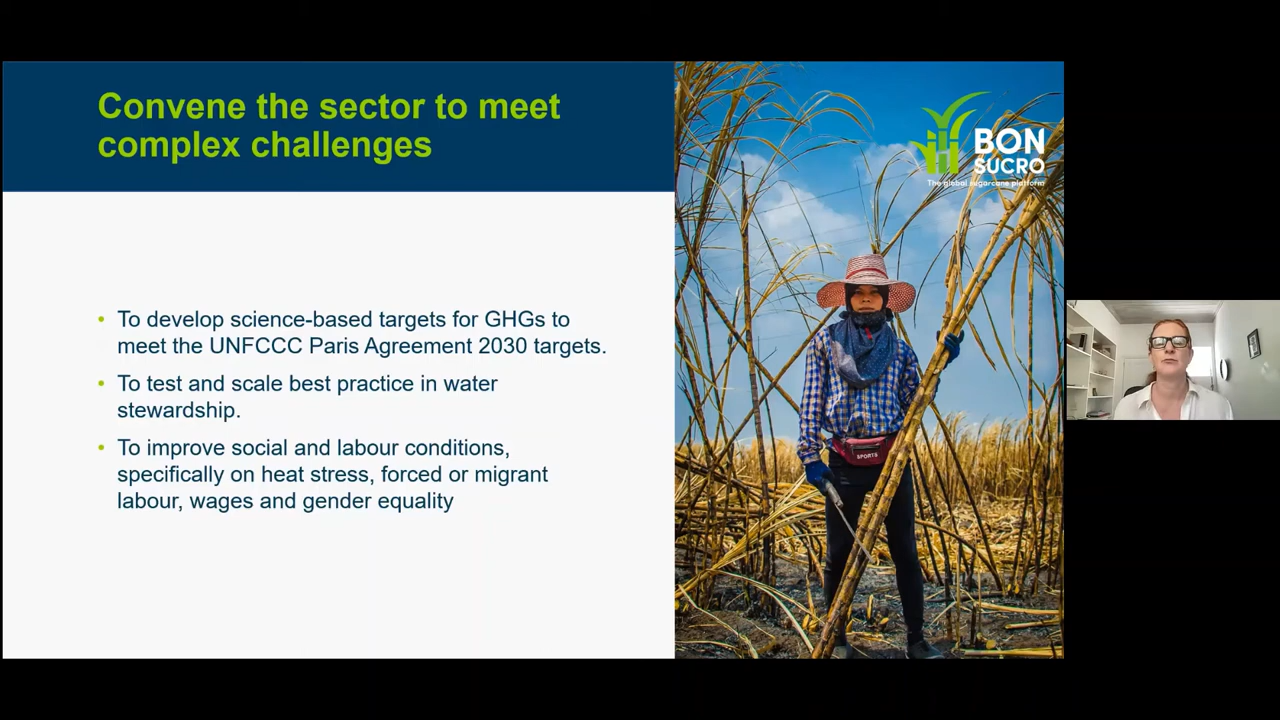 Convene the sector to meet
complex challenges
BON
SUCRO
The global sugarcane platform
• To develop science-based targets for GHGs to
meet the UNFCCC Paris Agreement 2030 targets.
• To test and scale best practice in water
stewardship.
• To improve social and labour conditions,
specifically on heat stress, forced or migrant
labour, wages and gender equality
SPORTS